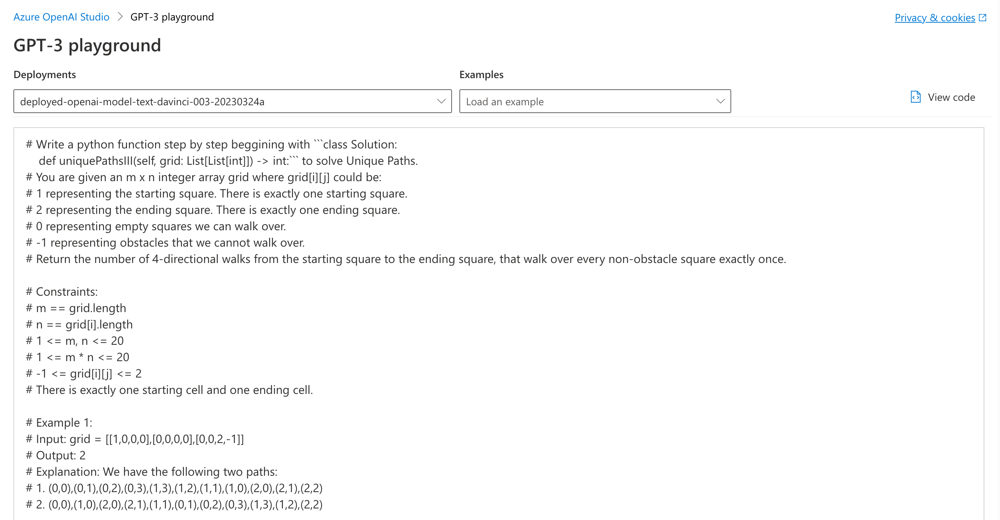 Azure OpenAI Studio > GPT-3 playground
Privacy & cookies
GPT-3 playground
Deployments
Examples
deployed-openai-model-text-davinci-003-20230324a
Load an example
View code
# Write a python function step by step beggining with ```class Solution:
    def uniquePathsIII(self, grid: List[List[int]]) -> int:``` to solve Unique Paths.
# You are given an m x n integer array grid where grid[i][j] could be:
# 1 representing the starting square. There is exactly one starting square.
# 2 representing the ending square. There is exactly one ending square.
# 0 representing empty squares we can walk over.
# -1 representing obstacles that we cannot walk over.
# Return the number of 4-directional walks from the starting square to the ending square, that walk over every non-obstacle square exactly once.
# Constraints:
# m == grid.length
# n == grid[i].length
# 1 <= m, n <= 20
# 1 <= m * n <= 20
# -1 <= grid[i][j] <= 2
# There is exactly one starting cell and one ending cell.
# Example 1:
# Input: grid = [[1,0,0,0],[0,0,0,0],[0,0,2,-1]]
# Output: 2
# Explanation: We have the following two paths:
# 1. (0,0),(0,1),(0,2),(0,3),(1,3),(1,2),(1,1),(1,0),(2,0),(2,1),(2,2)
# 2. (0,0),(1,0),(2,0),(2,1),(1,1),(0,1),(0,2),(0,3),(1,3),(1,2),(2,2)